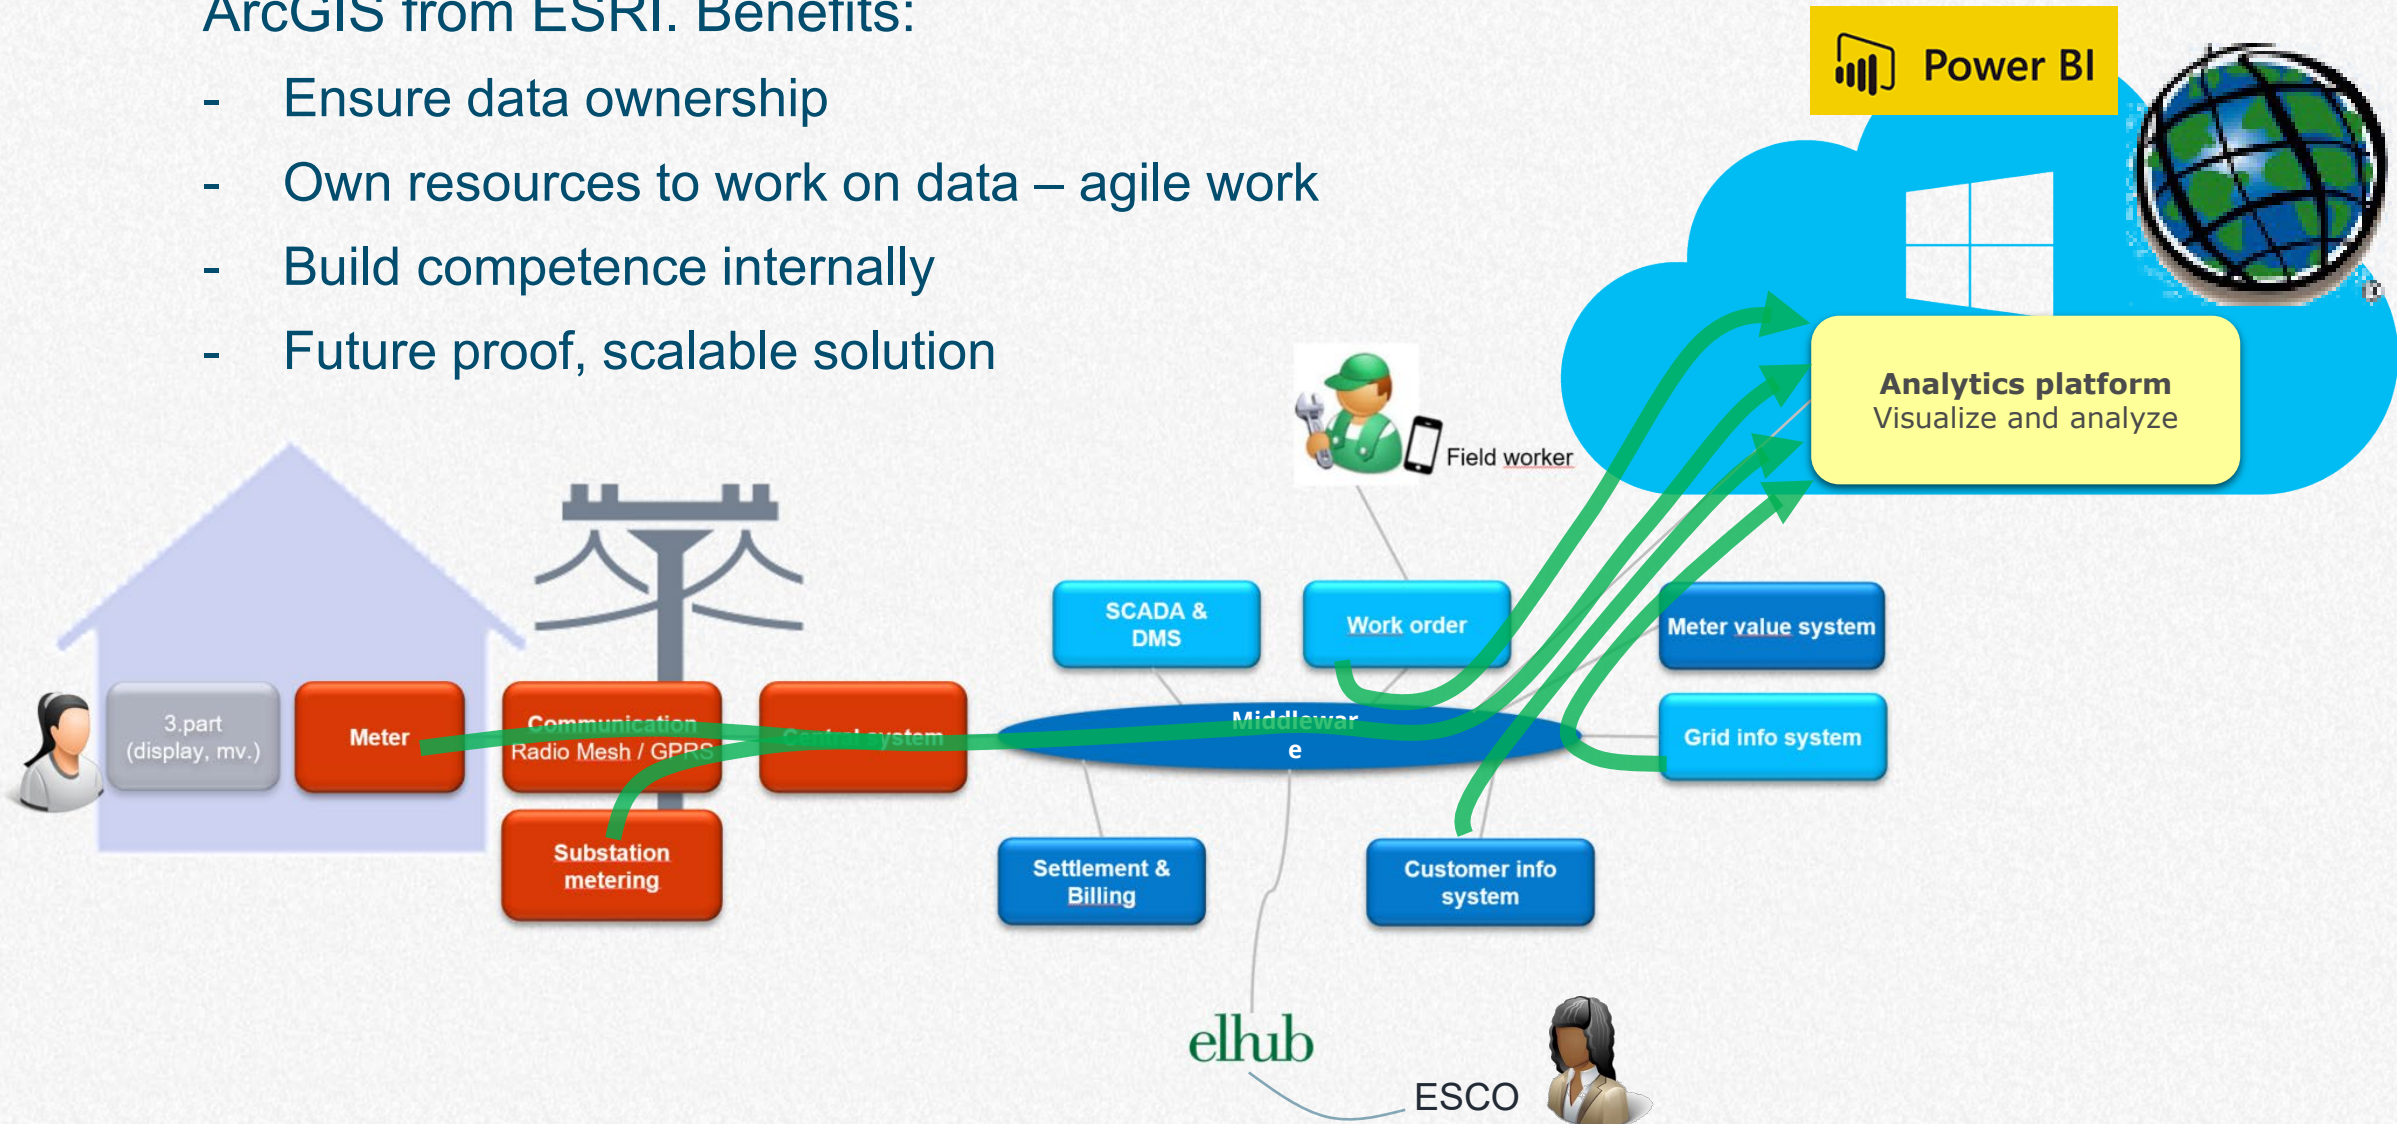 ArcGIS from ESRI. Benefits:
- Ensure data ownership
- Own resources to work on data – agile work
- Build competence internally
- Future proof, scalable solution
Power BI
Analytics platform
Visualize and analyze
Field worker
SCADA &
DMS
Work order
Meter value system
3.part
(display, mv.)
Meter
Communication
Radio Mesh / GPRS
Central system
Middlewar
e
Grid info system
Substation
metering
Settlement &
Billing
Customer info
system
elhub
ESCO